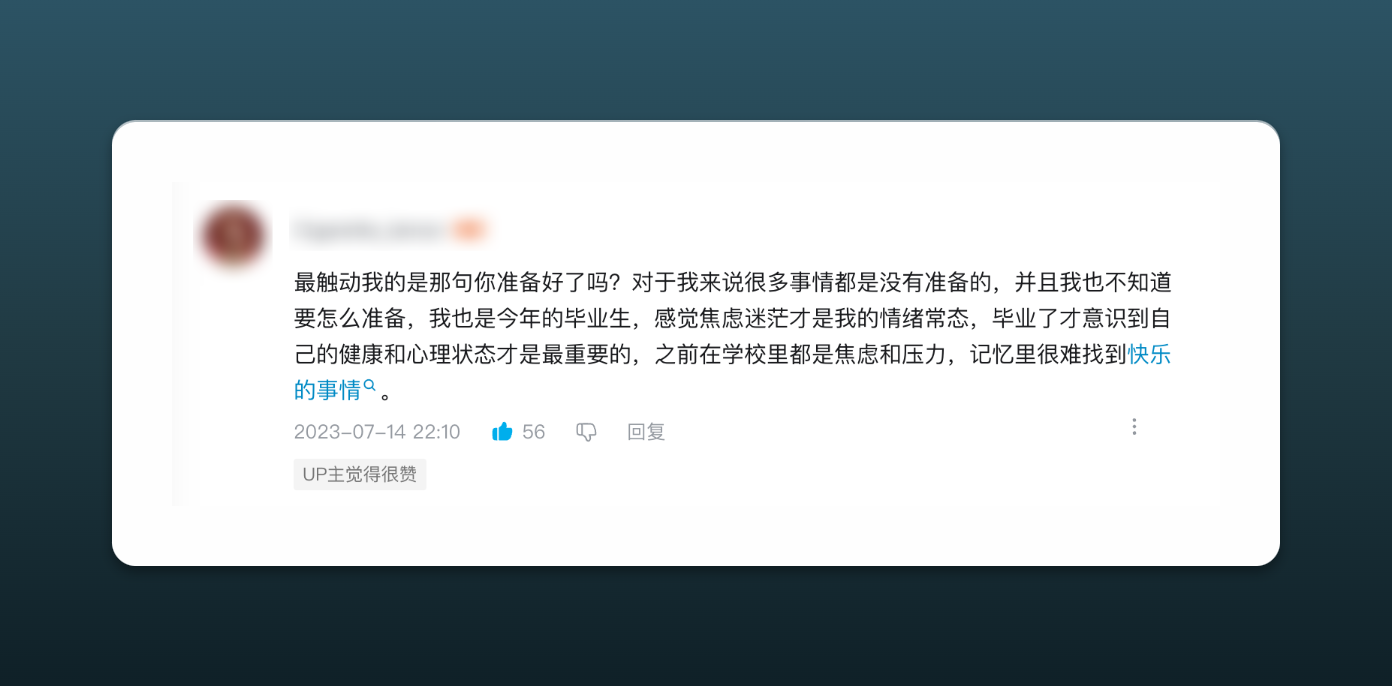 最触动我的是那句你准备好了吗？对于我来说很多事情都是没有准备的，并且我也不知道
要怎么准备，我也是今年的毕业生，感觉焦虑迷茫才是我的情绪常态，毕业了才意识到自
己的健康和心理状态才是最重要的，之前在学校里都是焦虑和压力，记忆里很难找到快乐
的事情。
2023-07-14 22:10 56 回复
UP主觉得很赞